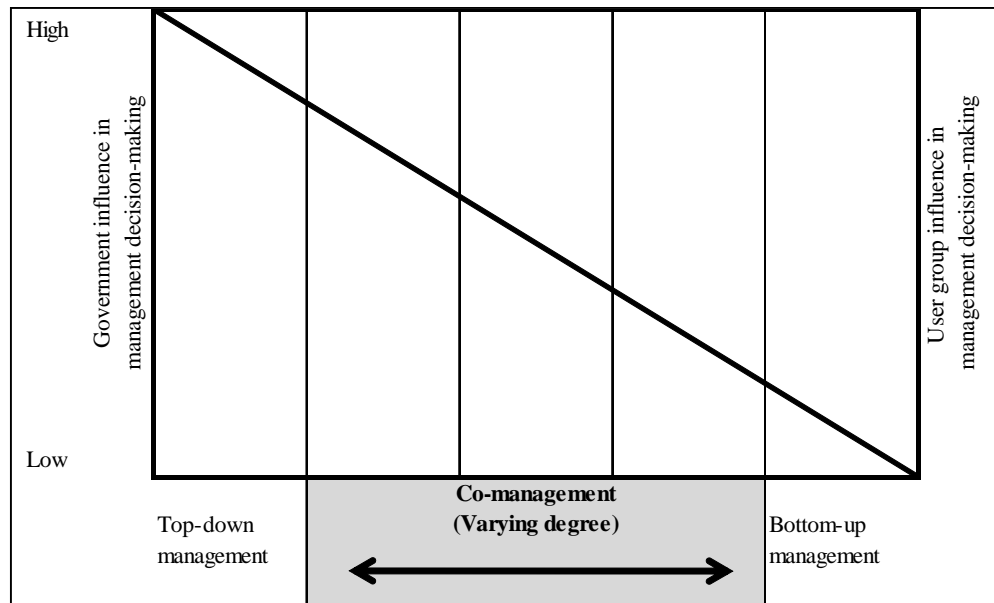 High
Government influence in
management decision-making
User group influence in
management decision-making
Low
Co-management
(Varying degree)
Top-down
management
Bottom-up
management